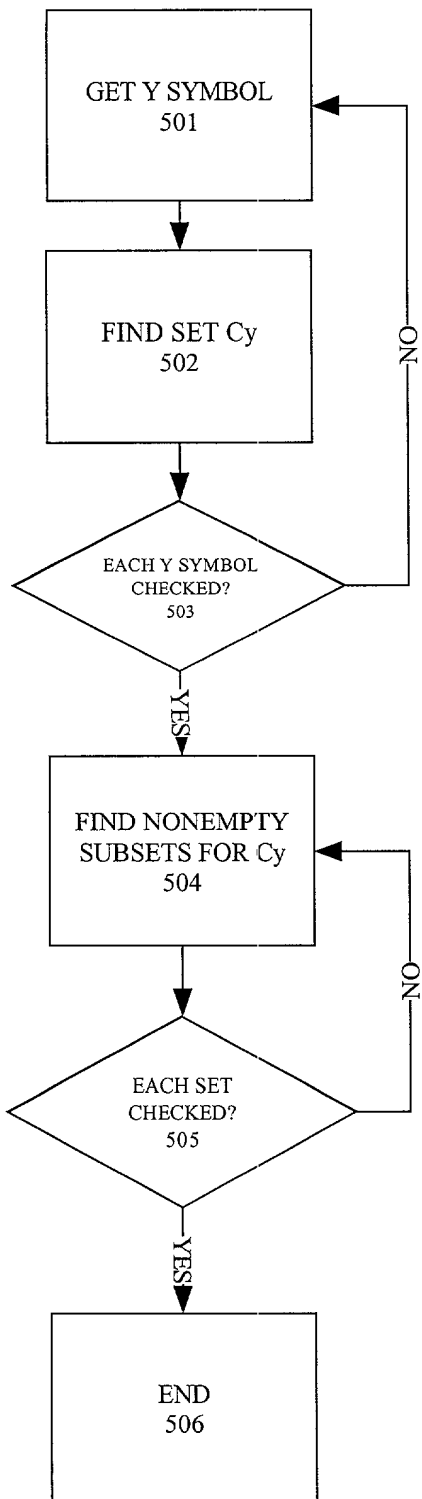 GET Y SYMBOL
501
FIND SET Cy
502
NO
EACH Y SYMBOL
CHECKED?
503
YES
FIND NONEMPTY
SUBSETS FOR Cy
504
NO
EACH SET
CHECKED?
505
YES
END
506